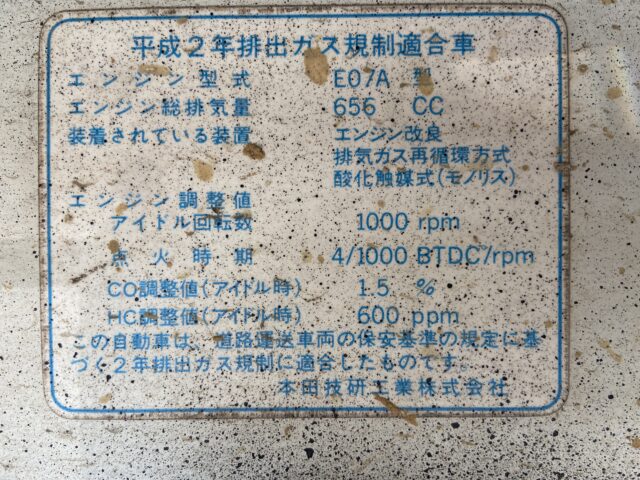 平成2年排出ガス規制適合車
エンジン型式 E07A 型
エンジン総排気量 656 CC
装着されている装置 エンジン改良
排気ガス再循環方式
酸化触媒式(モノリス)
エンジン調整値
アイドル回転数 1000 rpm
点火時期 4/1000 BTDC°/rpm
CO調整値(アイドル時) 1.5 %
HC調整値(アイドル時) 600 ppm
この自動車は、道路運送車両の保安基準の規定に基
づく2年排出ガス規制に適合したものです。
本田技研工業株式会社